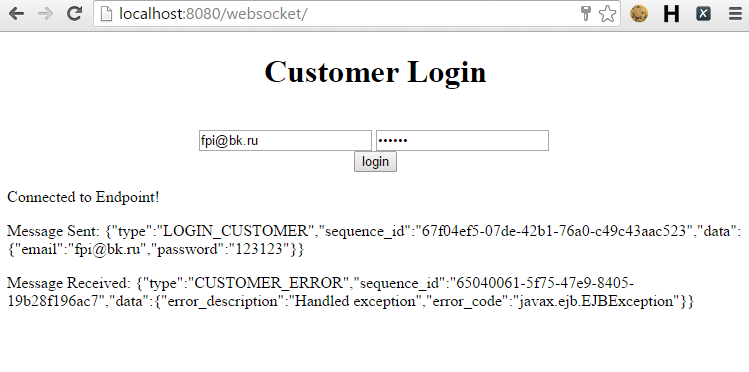 localhost:8080/websocket/
Customer Login
fpi@bk.ru ••••••
login
Connected to Endpoint!
Message Sent: {"type":"LOGIN_CUSTOMER","sequence_id":"67f04ef5-07de-42b1-76a0-c49c43aac523","data":
{"email":"fpi@bk.ru","password":"123123"}}
Message Received: {"type":"CUSTOMER_ERROR","sequence_id":"65040061-5f75-47e9-8405-
19b28f196ac7","data":{"error_description":"Handled exception","error_code":"javax.ejb.EJBException"}}